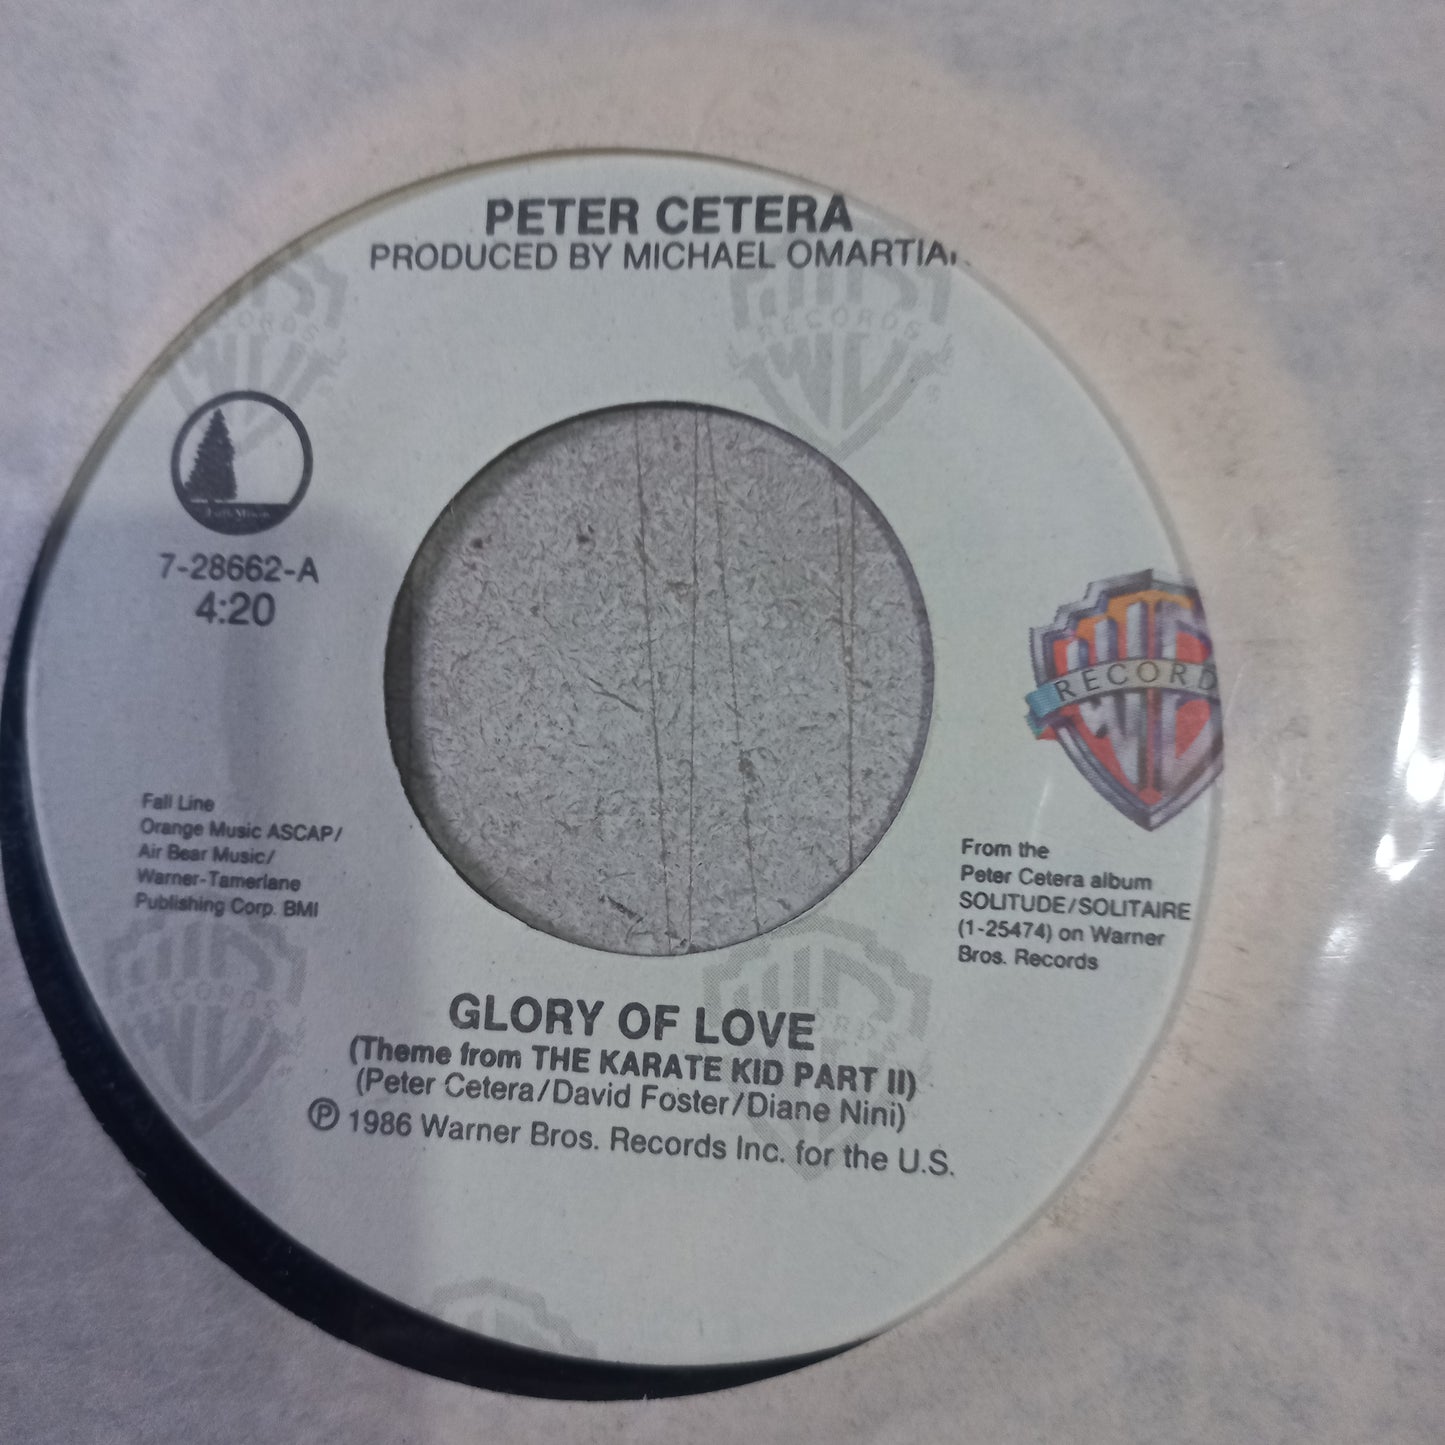 PETER CETERA
PRODUCED BY MICHAEL OMARTIA
Full Moon
7-28662-A
4:20
RECORD
Fall Line
Orange Music ASCAP/
Air Bear Music/
Warner-Tamerlane
Publishing Corp. BMI
From the
Peter Cetera album
SOLITUDE/SOLITAIRE
(1-25474) on Warner
Bros. Records
GLORY OF LOVE
(Theme from THE KARATE KID PART II)
(Peter Cetera/David Foster/Diane Nini)
℗ 1986 Warner Bros. Records Inc. for the U.S.